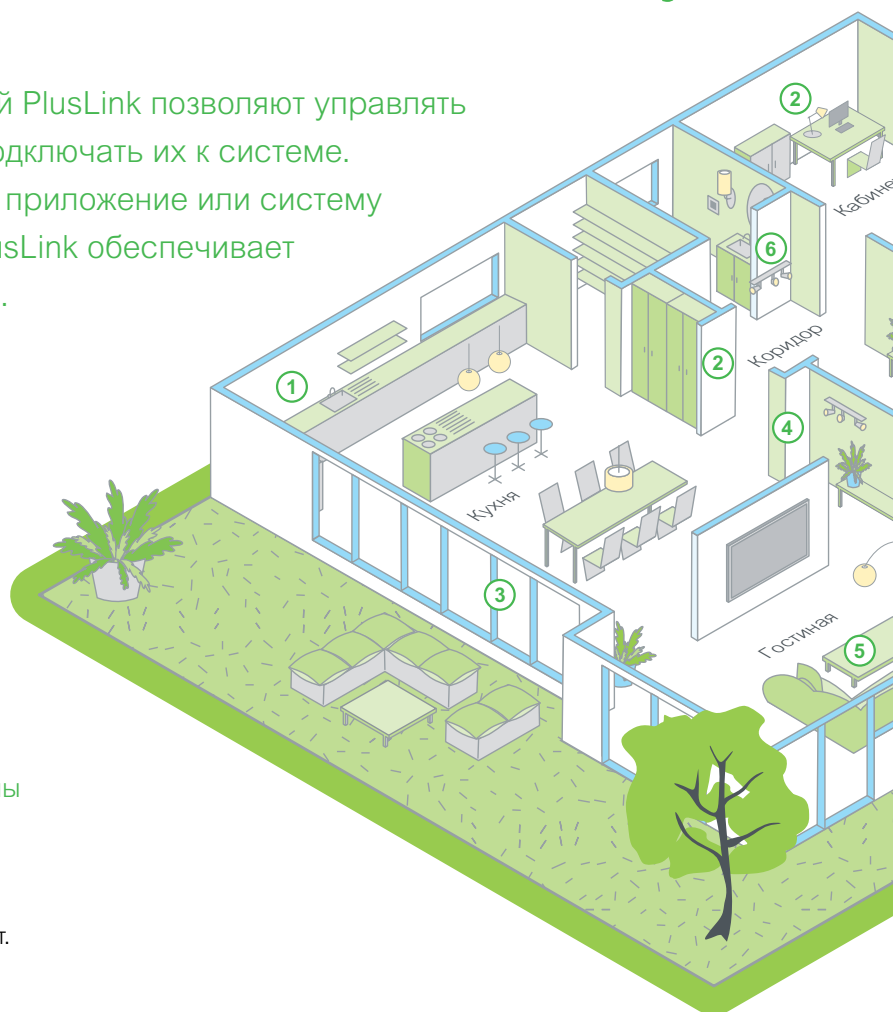 й PlusLink позволяют управлять
одключать их к системе.
приложение или систему
usLink обеспечивает
.
2
Кабинет
6
Коридор
2
1
4
Кухня
3
Гостиная
5
ны
т.